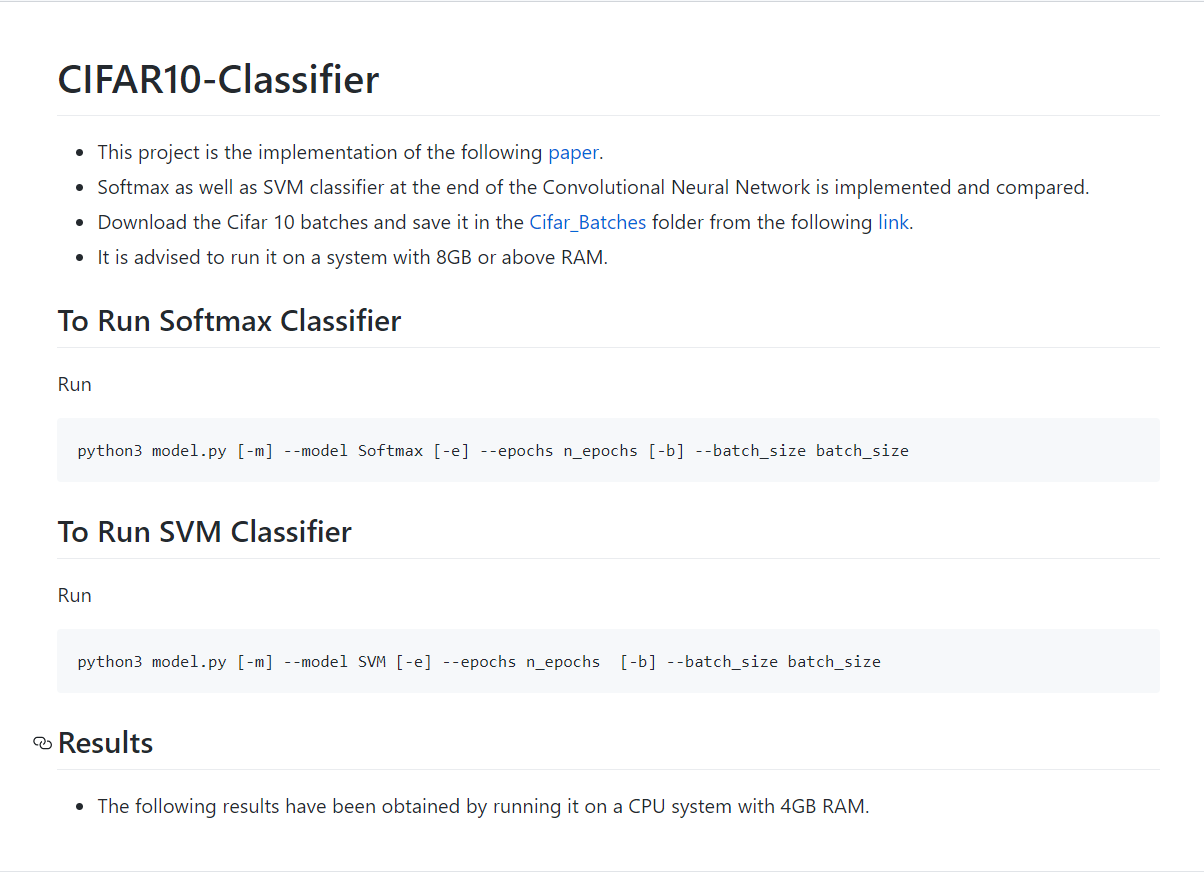 CIFAR10-Classifier
This project is the implementation of the following paper.
Softmax as well as SVM classifier at the end of the Convolutional Neural Network is implemented and compared.
Download the Cifar 10 batches and save it in the Cifar_Batches folder from the following link.
It is advised to run it on a system with 8GB or above RAM.
To Run Softmax Classifier
Run
python3 model.py [-m] --model Softmax [-e] --epochs n_epochs [-b] --batch_size batch_size
To Run SVM Classifier
Run
python3 model.py [-m] --model SVM [-e] --epochs n_epochs  [-b] --batch_size batch_size
Results
The following results have been obtained by running it on a CPU system with 4GB RAM.